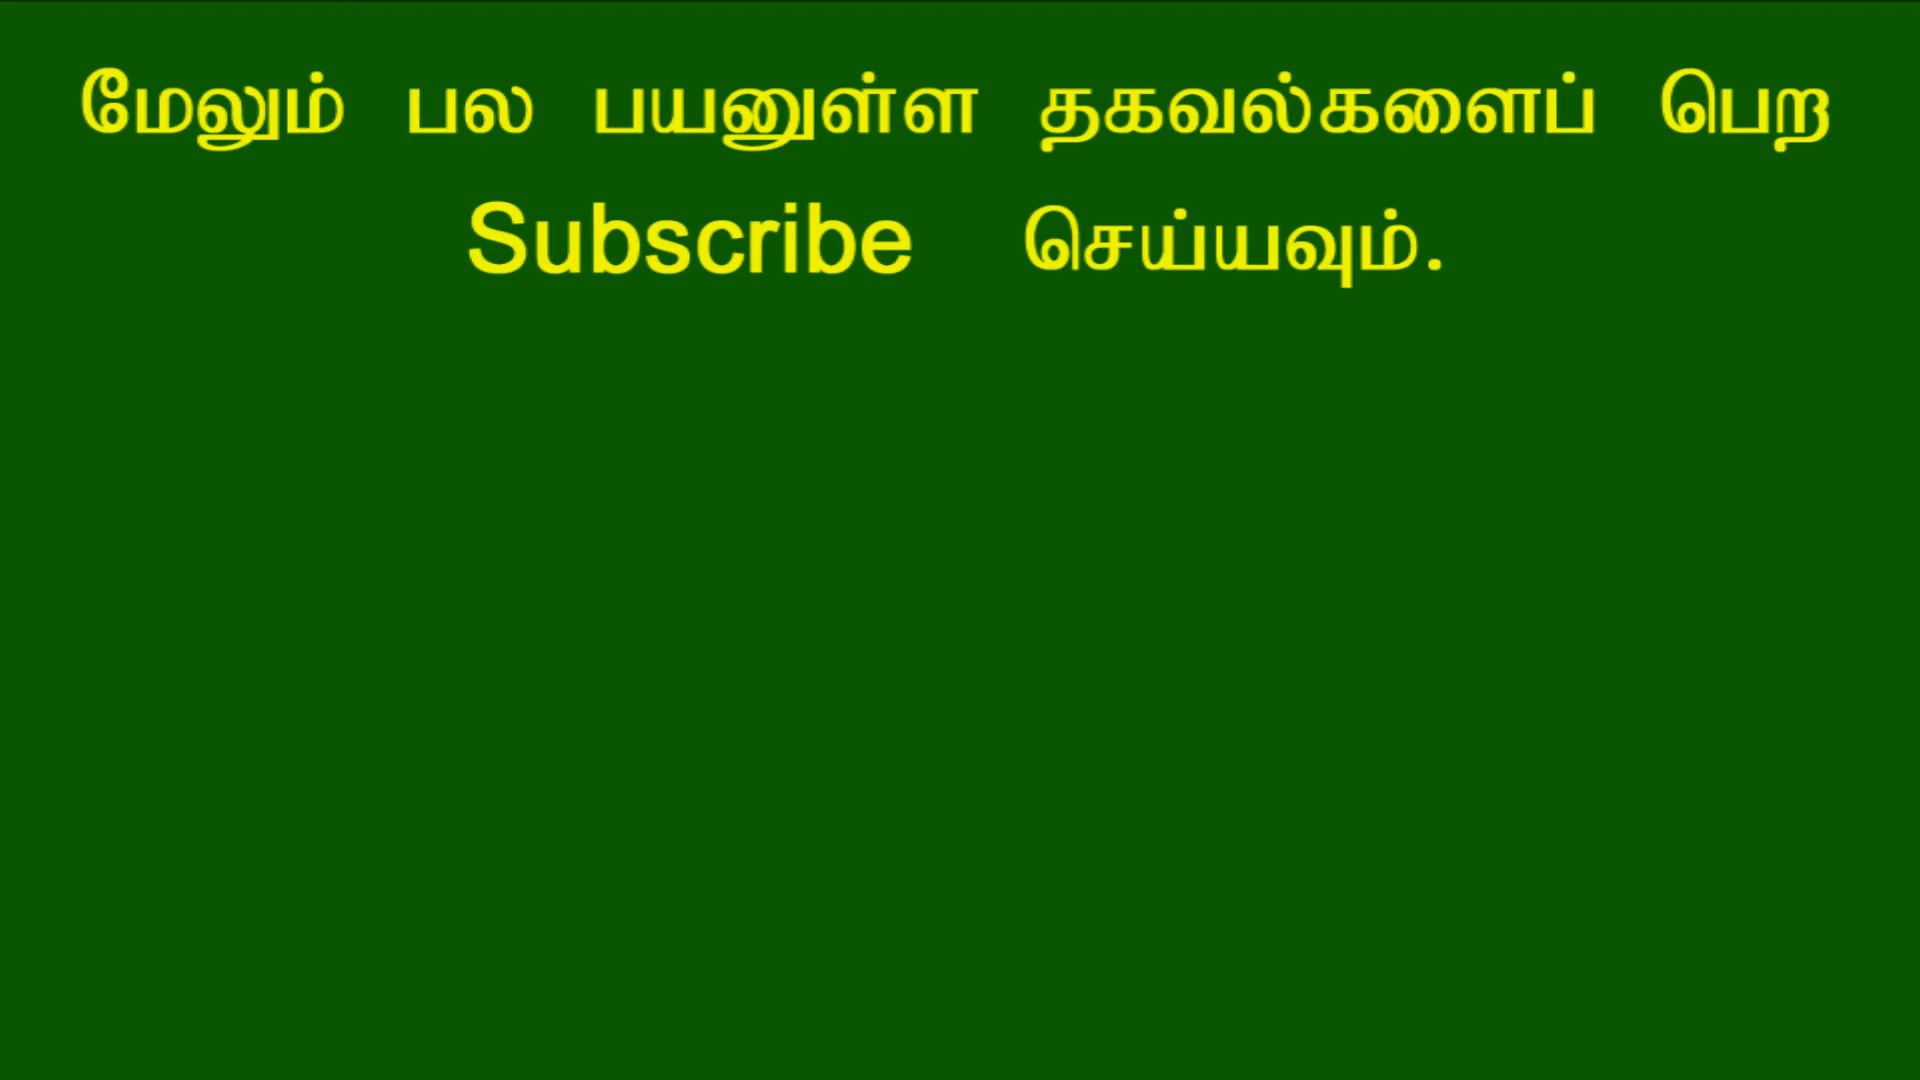 மேலும் பல பயனுள்ள தகவல்களைப் பெற
Subscribe செய்யவும்.